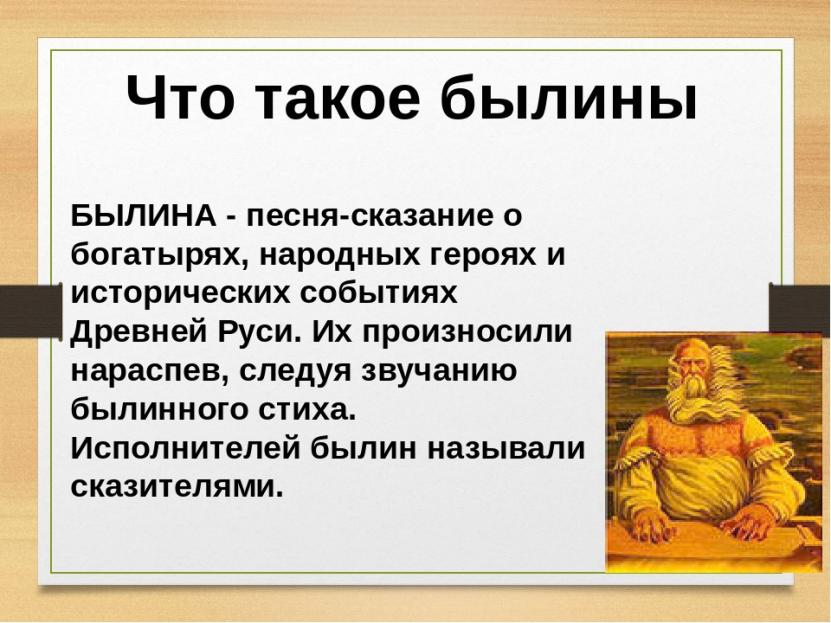 Что такое былины
БЫЛИНА - песня-сказание о
богатырях, народных героях и
исторических событиях
Древней Руси. Их произносили
нараспев, следуя звучанию
былинного стиха.
Исполнителей былин называли
сказителями.